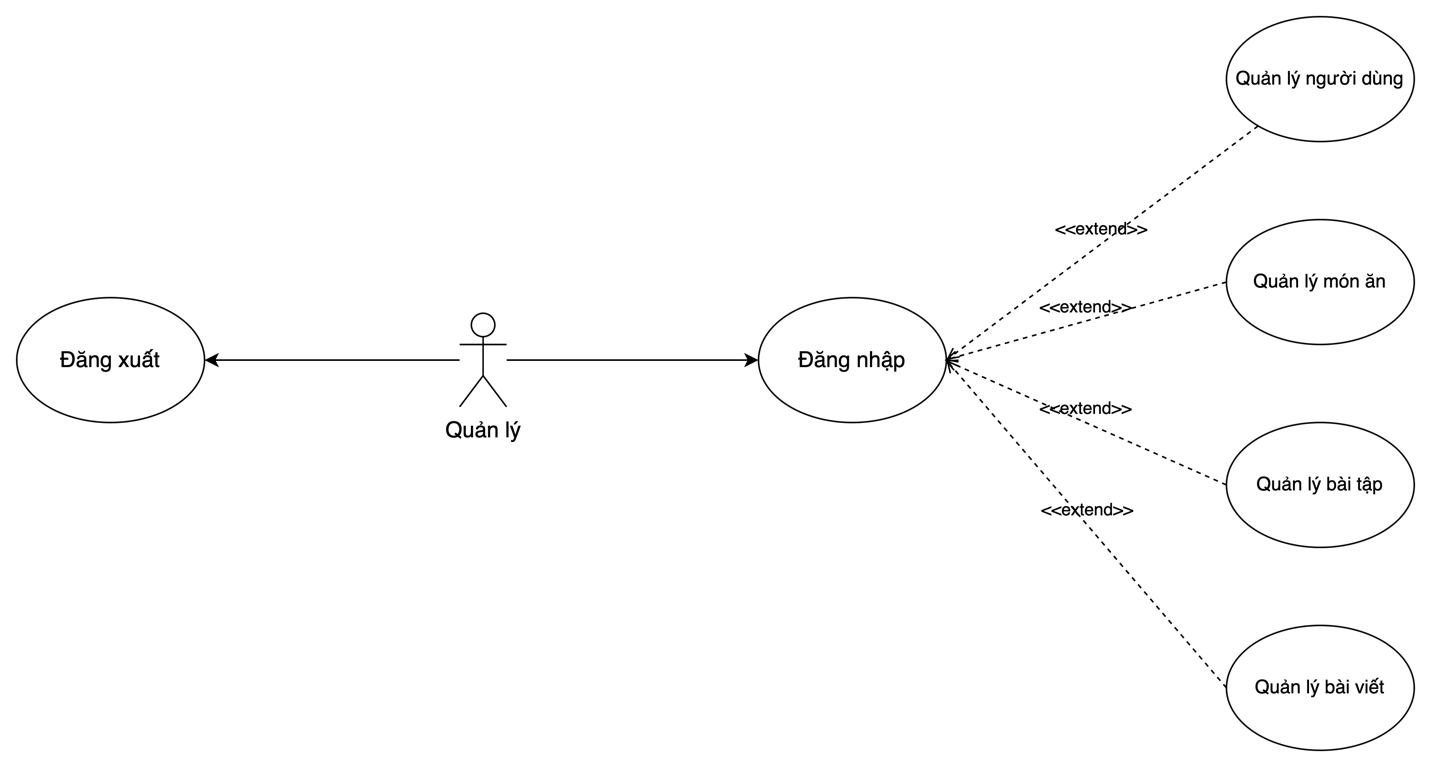 Quản lý người dùng
<<extend>>
Quản lý món ăn
<<extend>>
Đăng xuất
Đăng nhập
<<extend>>
Quản lý
Quản lý bài tập
<<extend>>
Quản lý bài viết